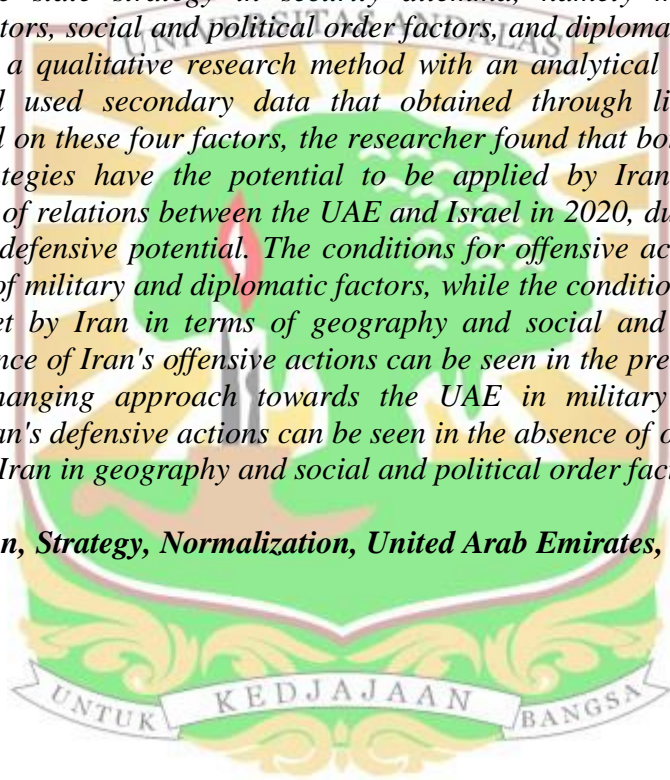 state strategy in security dilemma, namely
tors, social and political order factors, and diploma
UNIVERSITAS ANDALAS
a qualitative research method with an analytical
used secondary data that obtained through li
on these four factors, the researcher found that bo
tegies have the potential to be applied by Iran
of relations between the UAE and Israel in 2020, du
defensive potential. The conditions for offensive ac
of military and diplomatic factors, while the conditio
et by Iran in terms of geography and social and
nce of Iran's offensive actions can be seen in the pre
hanging approach towards the UAE in military
an's defensive actions can be seen in the absence of o
Iran in geography and social and political order fac
n, Strategy, Normalization, United Arab Emirates,
UNTUK KEDJAJAAN BANGSA